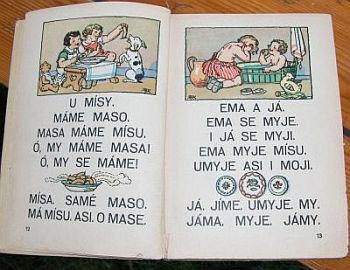 U MÍSY.
MÁME MASO.
MASA MÁME MÍSU.
Ó, MY MÁME MASA!
Ó, MY SE MÁME!
MÍSA. SAMÉ MASO.
MÁ MÍSU. ASI. O MASE.
12
EMA A JÁ.
EMA SE MYJE.
I JÁ SE MYJI.
EMA MYJE MÍSU.
UMYJE ASI I MOJI.
JÁ. JÍME. UMYJE. MY.
JÁMA. MYJE. JÁMY.
13